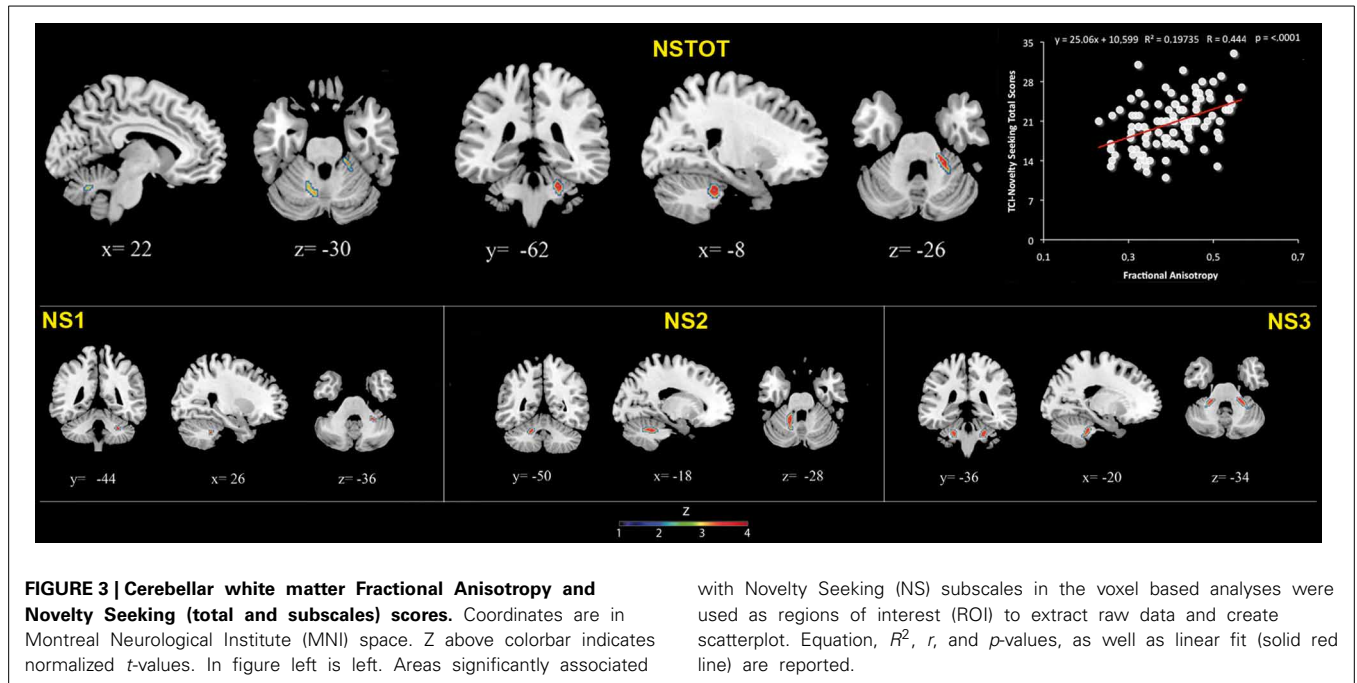 NSTOT
y = 25.06x + 10,599 R² = 0.19735 R = 0.444 p = <.0001
TCI-Novelty Seeking Total Scores
35
28
21
14
7
0
0.1
0,3
0,5
0,7
Fractional Anisotropy
x= 22
z= -30
y= -62
x= -8
z= -26
NS1
NS2
NS3
y= -44
x= 26
z= -36
y= -50
x= -18
z= -28
y= -36
x= -20
z= -34
Z
1 2 3 4
FIGURE 3 | Cerebellar white matter Fractional Anisotropy and
Novelty Seeking (total and subscales) scores. Coordinates are in
Montreal Neurological Institute (MNI) space. Z above colorbar indicates
normalized t-values. In figure left is left. Areas significantly associated
with Novelty Seeking (NS) subscales in the voxel based analyses were
used as regions of interest (ROI) to extract raw data and create
scatterplot. Equation, R², r, and p-values, as well as linear fit (solid red
line) are reported.